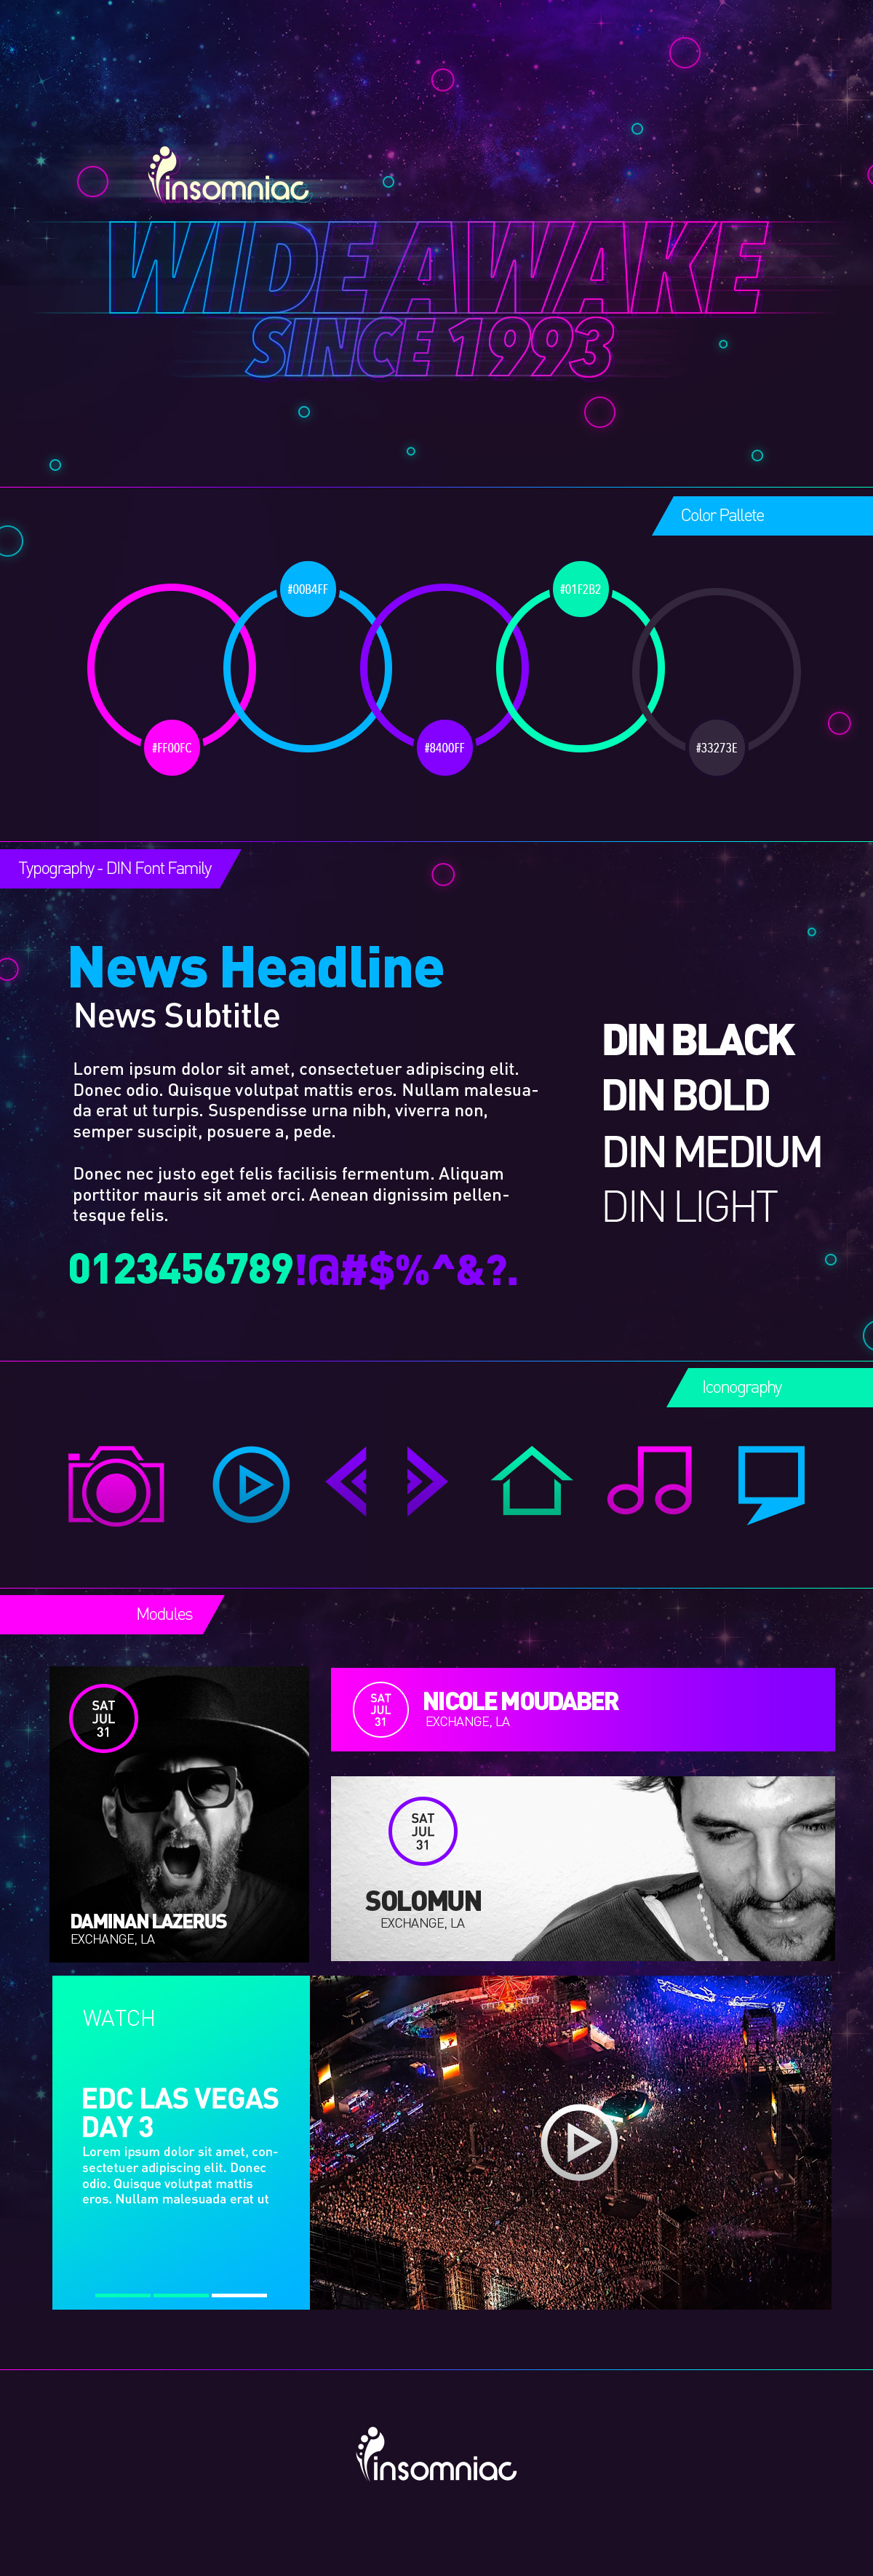 insomniac
WIDE AWAKE
SINCE 1993
Color Pallete
#00B4FF
#01F2B2
#FF00FC
#8400FF
#33273E
Typography - DIN Font Family
News Headline
News Subtitle
Lorem ipsum dolor sit amet, consectetuer adipiscing elit.
Donec odio. Quisque volutpat mattis eros. Nullam malesua-
da erat ut turpis. Suspendisse urna nibh, viverra non,
semper suscipit, posuere a, pede.
Donec nec justo eget felis facilisis fermentum. Aliquam
porttitor mauris sit amet orci. Aenean dignissim pellen-
tesque felis.
0123456789!@#$%^&?.
DIN BLACK
DIN BOLD
DIN MEDIUM
DIN LIGHT
Iconography
Modules
SAT
JUL
31
DAMINAN LAZERUS
EXCHANGE, LA
SAT
JUL
31
NICOLE MOUDABER
EXCHANGE, LA
SAT
JUL
31
SOLOMUN
EXCHANGE, LA
WATCH
EDC LAS VEGAS
DAY 3
Lorem ipsum dolor sit amet, con-
sectetuer adipiscing elit. Donec
odio. Quisque volutpat mattis
eros. Nullam malesuada erat ut
insomniac